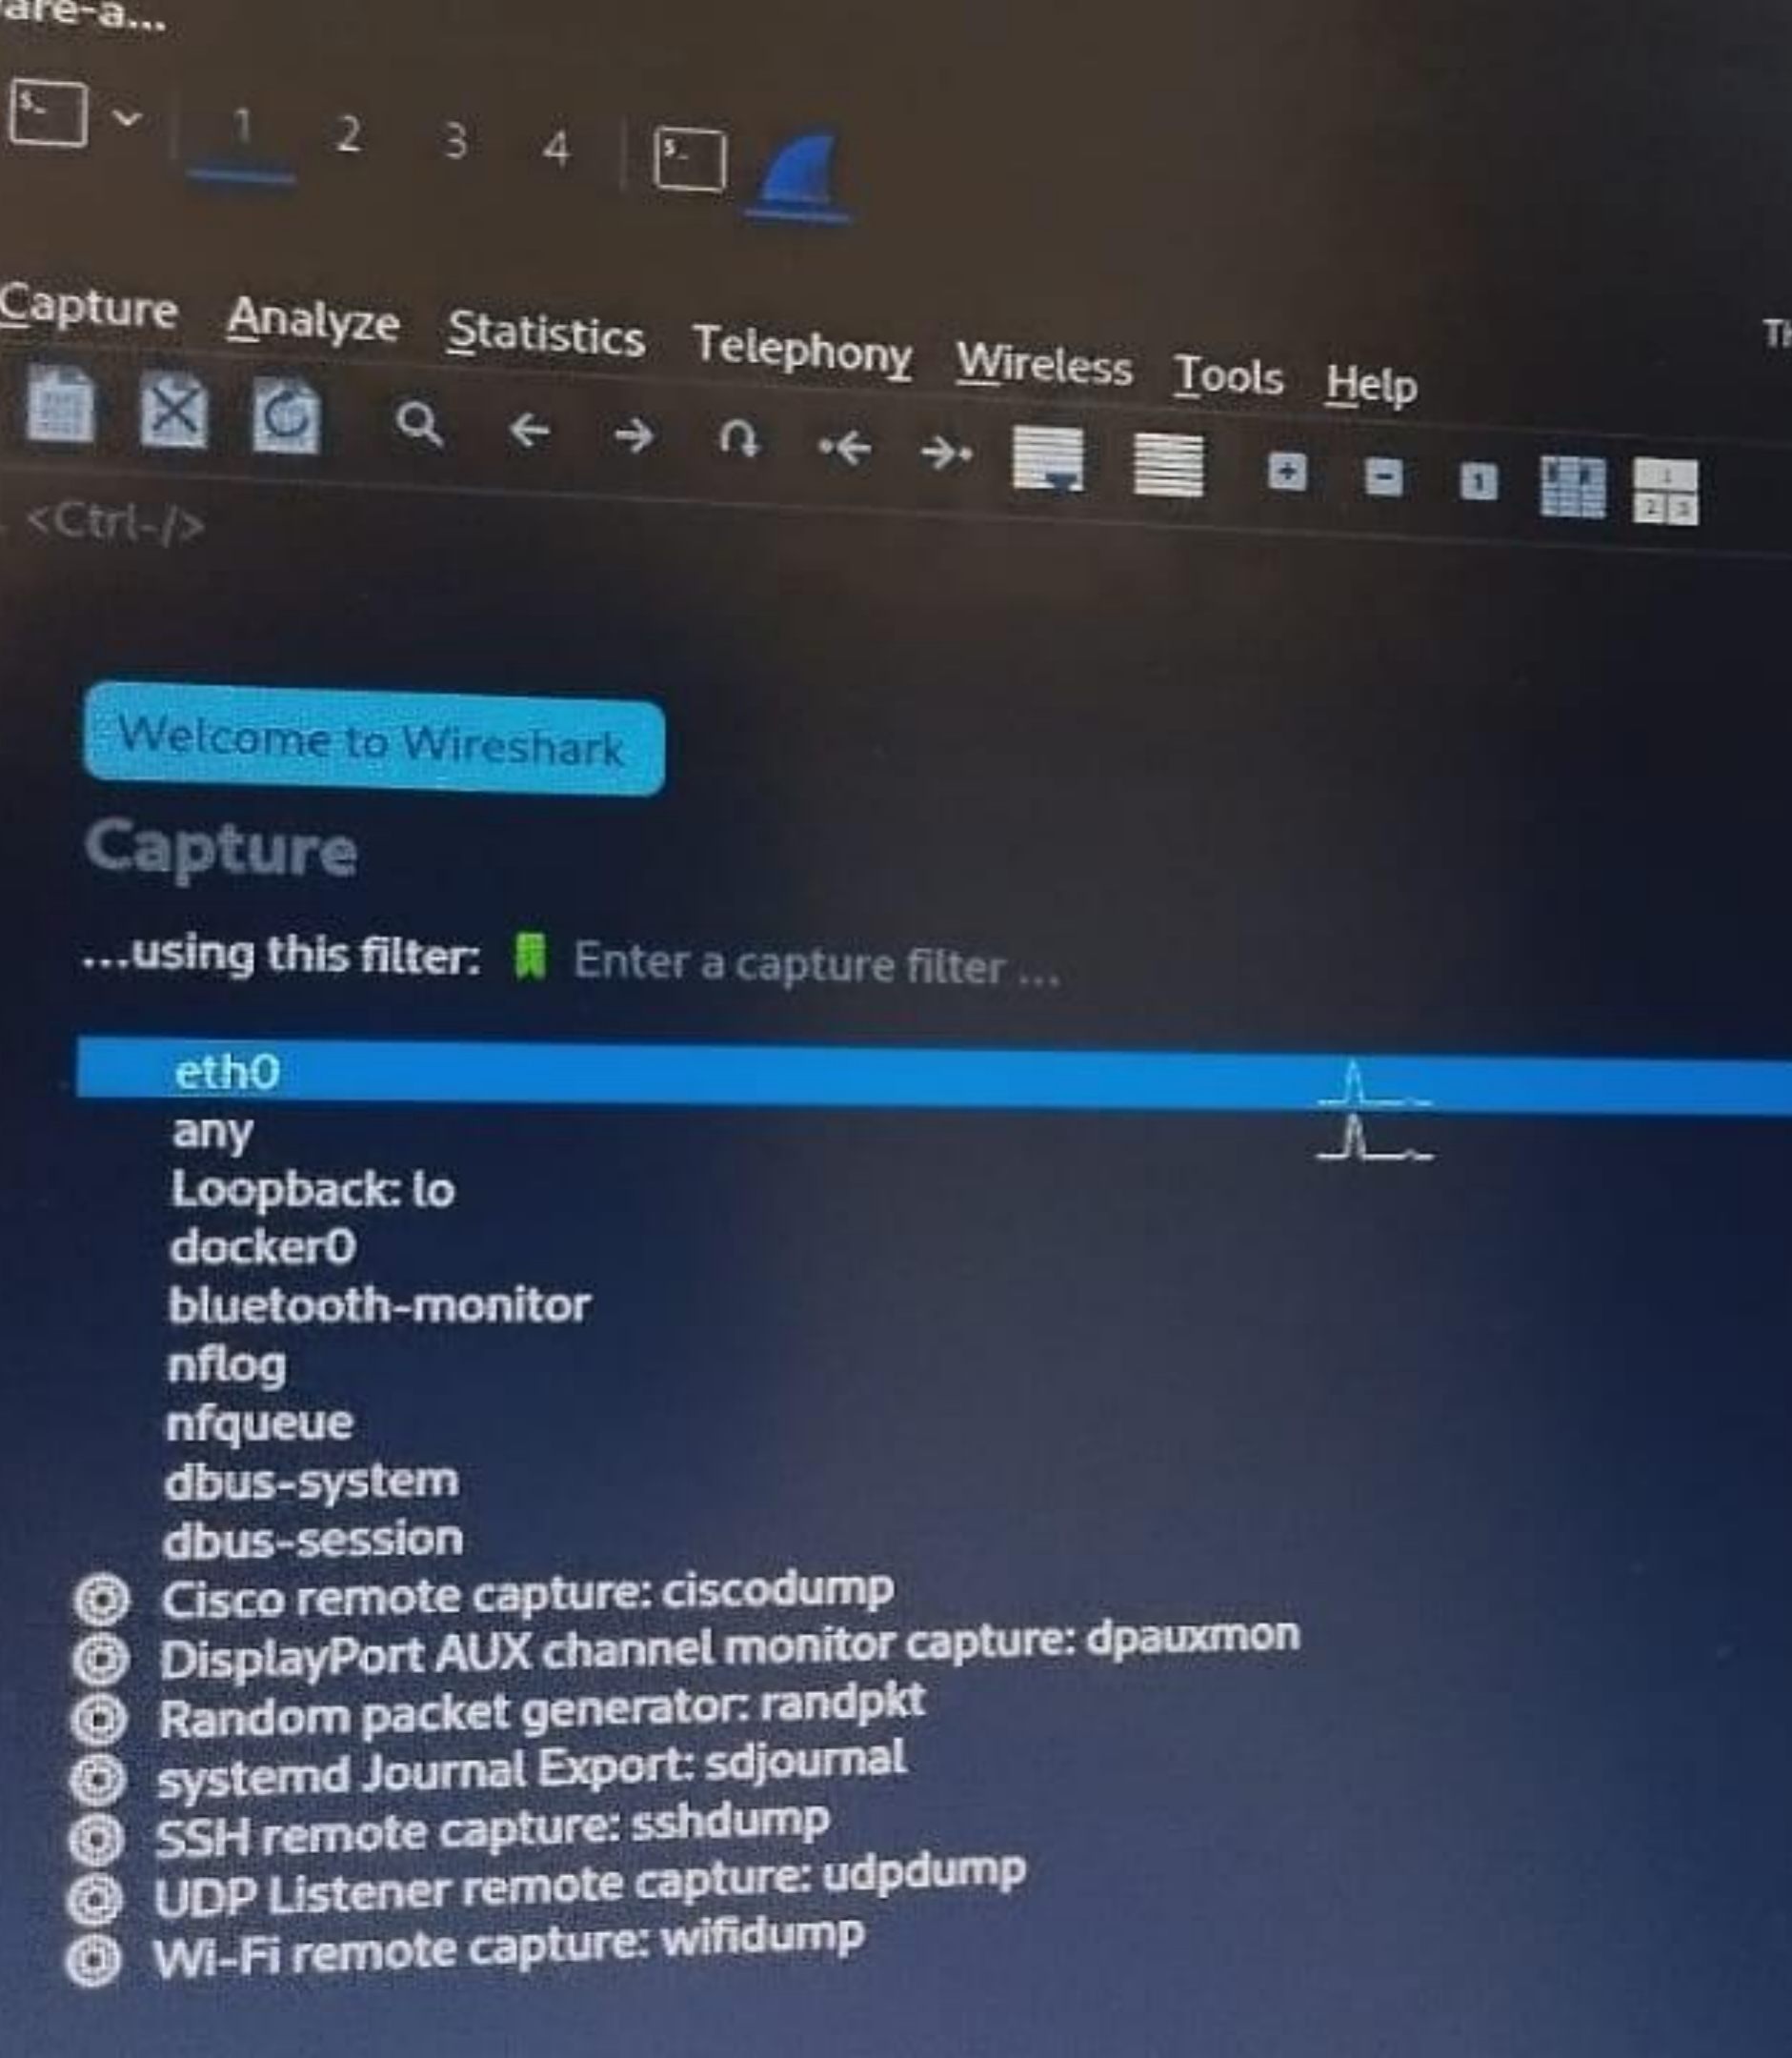 are-a...
1 2 3 4
Capture Analyze Statistics Telephony Wireless Tools Help
<Ctrl-/>
Welcome to Wireshark
Capture
...using this filter: Enter a capture filter ...
eth0
any
Loopback: lo
docker0
bluetooth-monitor
nflog
nfqueue
dbus-system
dbus-session
Cisco remote capture: ciscodump
DisplayPort AUX channel monitor capture: dpauxmon
Random packet generator: randpkt
systemd Journal Export: sdjournal
SSH remote capture: sshdump
UDP Listener remote capture: udpdump
Wi-Fi remote capture: wifidump